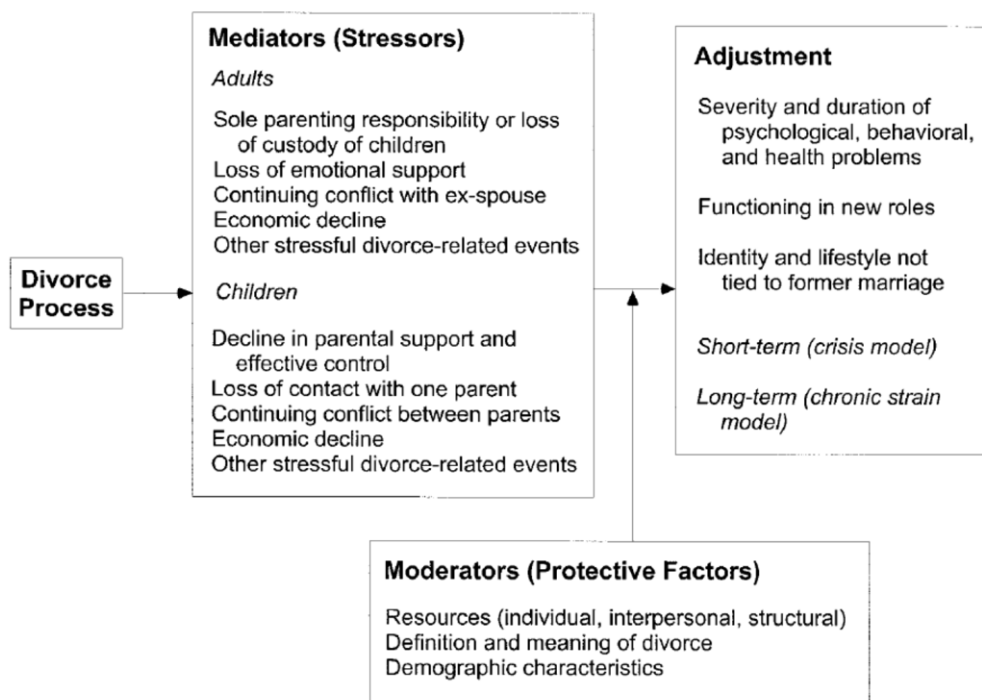 Divorce
Process
Mediators (Stressors)
Adults
Sole parenting responsibility or loss
of custody of children
Loss of emotional support
Continuing conflict with ex-spouse
Economic decline
Other stressful divorce-related events
Children
Decline in parental support and
effective control
Loss of contact with one parent
Continuing conflict between parents
Economic decline
Other stressful divorce-related events
Adjustment
Severity and duration of
psychological, behavioral,
and health problems
Functioning in new roles
Identity and lifestyle not
tied to former marriage
Short-term (crisis model)
Long-term (chronic strain
model)
Moderators (Protective Factors)
Resources (individual, interpersonal, structural)
Definition and meaning of divorce
Demographic characteristics